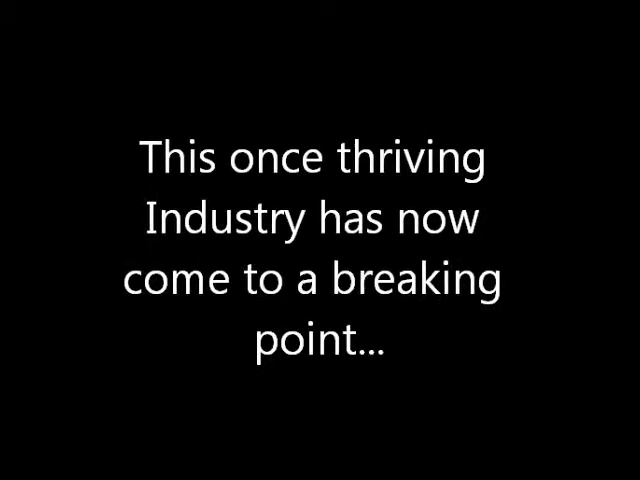 This once thriving
Industry has now
come to a breaking
point...